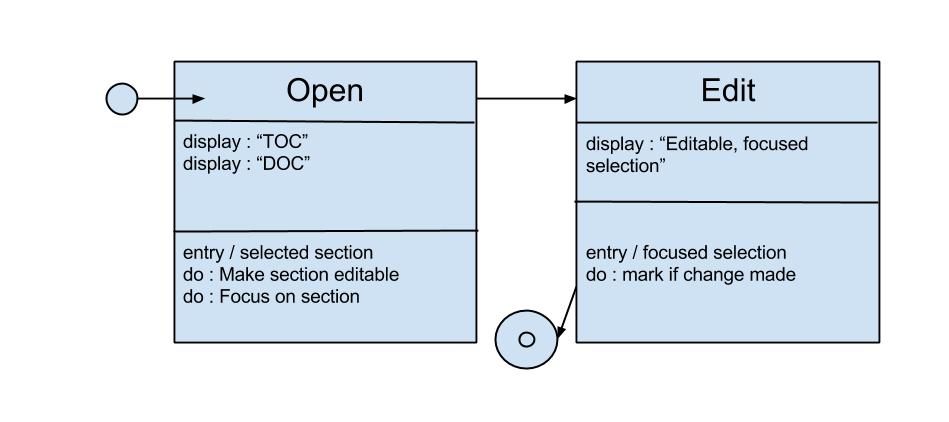 Open
display : “TOC”
display : “DOC”
entry / selected section
do : Make section editable
do : Focus on section
Edit
display : “Editable, focused
selection”
entry / focused selection
do : mark if change made